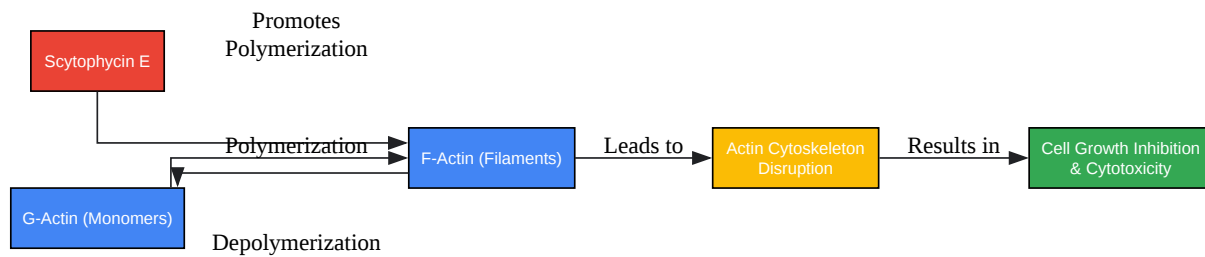 Promotes
Polymerization
Scytophycin E
Polymerization
F-Actin (Filaments)
Leads to
Actin Cytoskeleton
Disruption
Results in
Cell Growth Inhibition
& Cytotoxicity
G-Actin (Monomers)
Depolymerization